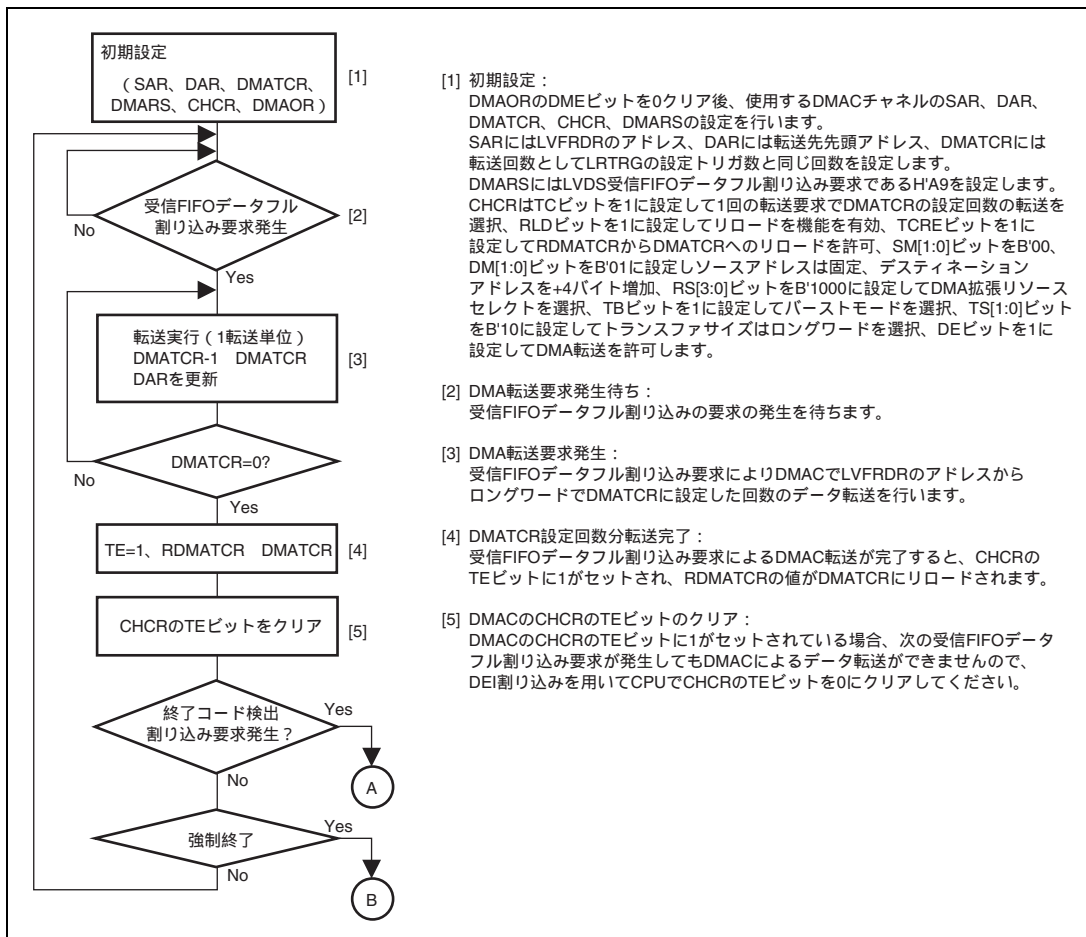 初期設定
(SAR、DAR、DMATCR、
DMARS、CHCR、DMAOR)
[1]
受信FIFOデータフル
割り込み要求発生
[2]
No
Yes
転送実行(1転送単位)
DMATCR-1 DMATCR
DARを更新
[3]
DMATCR=0?
No
Yes
TE=1、RDMATCR DMATCR
[4]
CHCRのTEビットをクリア
[5]
終了コード検出
割り込み要求発生?
Yes
A
No
強制終了
Yes
B
No
[1] 初期設定:
DMAORのDMEビットを0クリア後、使用するDMACチャネルのSAR、DAR、
DMATCR、CHCR、DMARSの設定を行います。
SARにはLVFRDRのアドレス、DARには転送先先頭アドレス、DMATCRには
転送回数としてLRTRGの設定トリガ数と同じ回数を設定します。
DMARSにはLVDS受信FIFOデータフル割り込み要求であるH'A9を設定します。
CHCRはTCビットを1に設定して1回の転送要求でDMATCRの設定回数の転送を
選択、RLDビットを1に設定してリロードを機能を有効、TCREビットを1に
設定してRDMATCRからDMATCRへのリロードを許可、SM[1:0]ビットをB'00、
DM[1:0]ビットをB'01に設定しソースアドレスは固定、デスティネーション
アドレスを+4バイト増加、RS[3:0]ビットをB'1000に設定してDMA拡張リソース
セレクトを選択、TBビットを1に設定してバーストモードを選択、TS[1:0]ビット
をB'10に設定してトランスファサイズはロングワードを選択、DEビットを1に
設定してDMA転送を許可します。
[2] DMA転送要求発生待ち:
受信FIFOデータフル割り込みの要求の発生を待ちます。
[3] DMA転送要求発生:
受信FIFOデータフル割り込み要求によりDMACでLVFRDRのアドレスから
ロングワードでDMATCRに設定した回数のデータ転送を行います。
[4] DMATCR設定回数分転送完了:
受信FIFOデータフル割り込み要求によるDMAC転送が完了すると、CHCRの
TEビットに1がセットされ、RDMATCRの値がDMATCRにリロードされます。
[5] DMACのCHCRのTEビットのクリア:
DMACのCHCRのTEビットに1がセットされている場合、次の受信FIFOデータ
フル割り込み要求が発生してもDMACによるデータ転送ができませんので、
DEI割り込みを用いてCPUでCHCRのTEビットを0にクリアしてください。